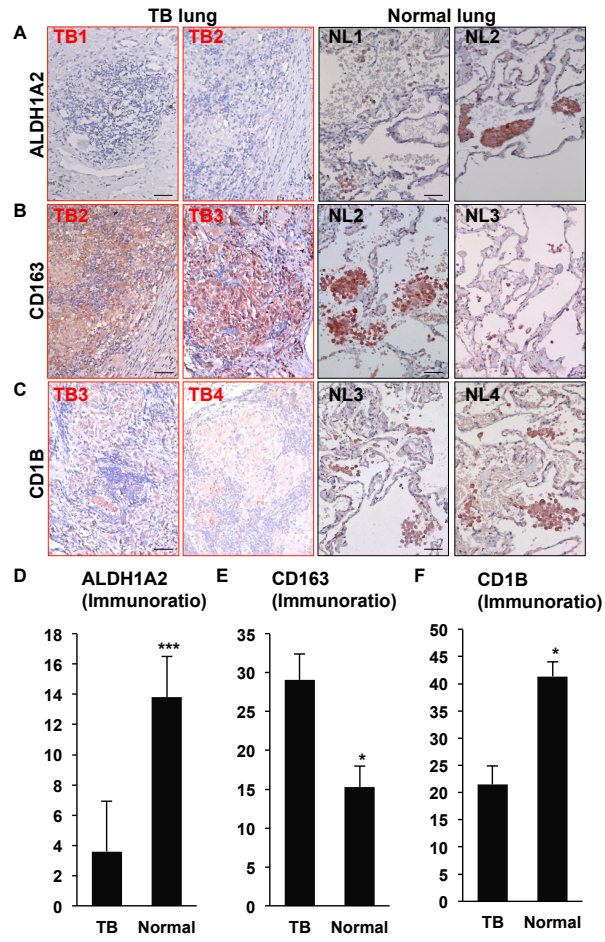 TB lung Normal lung
A TB1 TB2 NL1 NL2
ALDH1A2
B TB2 TB3 NL2 NL3
CD163
C TB3 TB4 NL3 NL4
CD1B
D ALDH1A2 E CD163 F CD1B
(Immunoratio) (Immunoratio) (Immunoratio)
18
16
14
12
10
8
6
4
2
0
***
TB Normal
35
30
25
20
15
10
5
0
*
TB Normal
50
45
40
35
30
25
20
15
10
5
0
*
TB Normal